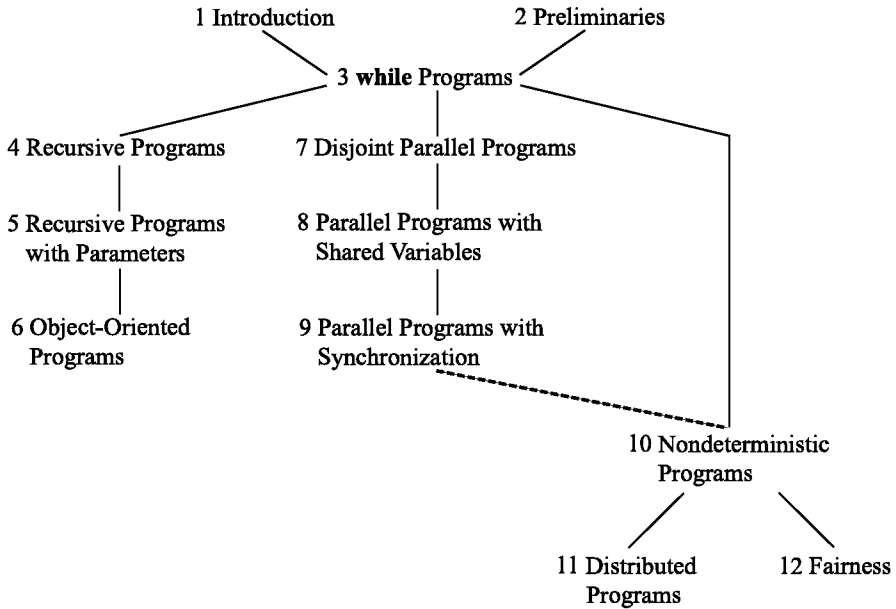 1 Introduction
2 Preliminaries
3 while Programs
4 Recursive Programs
7 Disjoint Parallel Programs
5 Recursive Programs
with Parameters
8 Parallel Programs with
Shared Variables
6 Object-Oriented
Programs
9 Parallel Programs with
Synchronization
10 Nondeterministic
Programs
11 Distributed
Programs
12 Fairness